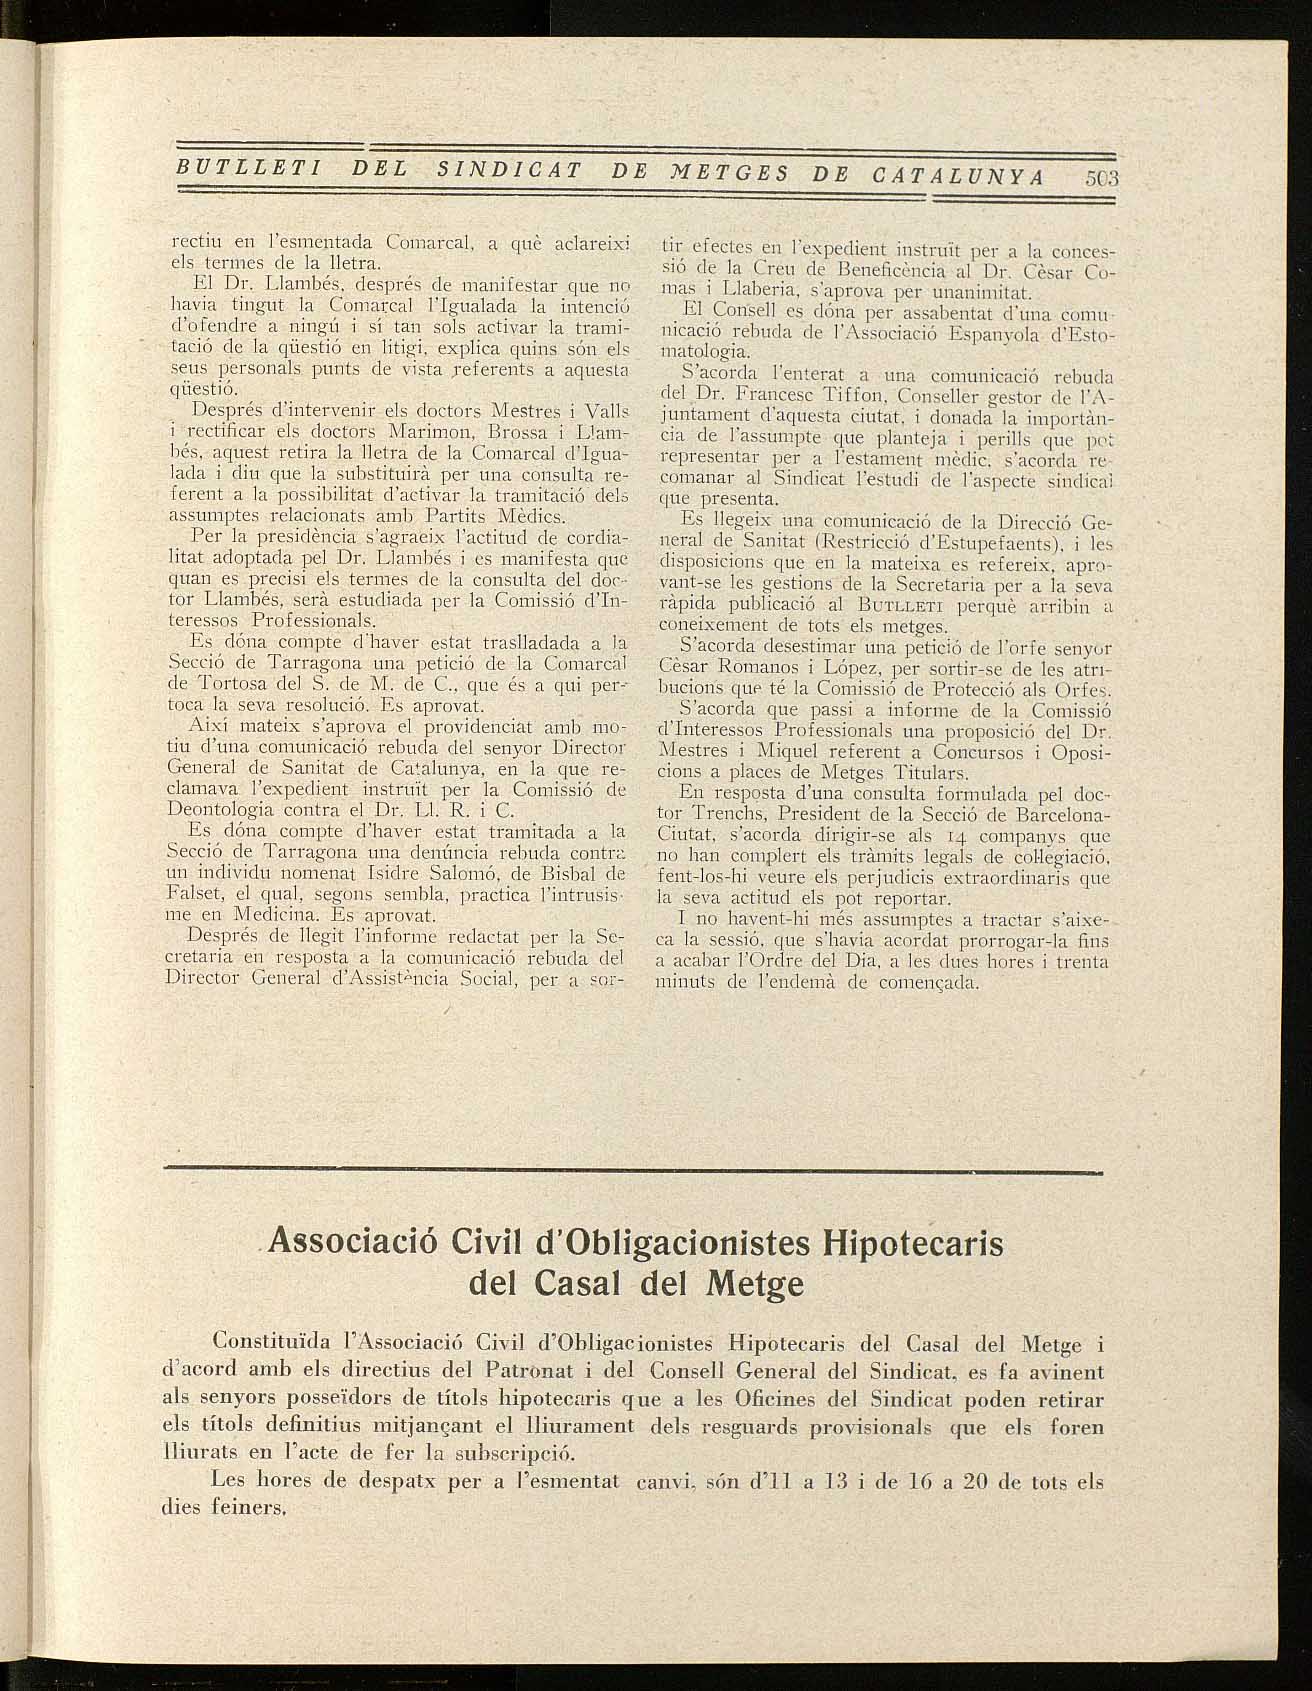 BUTLLETI DEL SINDICAT DE METGES DE CATALUNYA 503
rectiu en l'esmentada Comarcal, a què aclareixi
els termes de la lletra.
El Dr. Llambés, després de manifestar que no
havia tingut la Comarcal l'Igualada la intenció
d'ofendre a ningú i sí tan sols activar la trami-
tació de la qüestió en litigi, explica quins són els
seus personals punts de vista referents a aquesta
qüestió.
Després d'intervenir els doctors Mestres i Valls
i rectificar els doctors Marimon, Brossa i Llam-
bés, aquest retira la lletra de la Comarcal d'Igua-
lada i diu que la substituirà per una consulta re-
ferent a la possibilitat d'activar la tramitació dels
assumptes relacionats amb Partits Mèdics.
Per la presidència s'agraeix l'actitud de cordia-
litat adoptada pel Dr. Llambés i es manifesta que
quan es precisi els termes de la consulta del doc-
tor Llambés, serà estudiada per la Comissió d'In-
teressos Professionals.
Es dóna compte d'haver estat traslladada a la
Secció de Tarragona una petició de la Comarcal
de Tortosa del S. de M. de C., que és a qui per-
toca la seva resolució. Es aprovat.
Així mateix s'aprova el providenciat amb mo-
tiu d'una comunicació rebuda del senyor Director
General de Sanitat de Catalunya, en la que re-
clamava l'expedient instruït per la Comissió de
Deontologia contra el Dr. Ll. R. i C.
Es dóna compte d'haver estat tramitada a la
Secció de Tarragona una denúncia rebuda contra
un individu nomenat Isidre Salomó, de Bisbal de
Falset, el qual, segons sembla, practica l'intrusis-
me en Medicina. Es aprovat.
Després de llegit l'informe redactat per la Se-
cretaria en resposta a la comunicació rebuda del
Director General d'Assistència Social, per a sor-
tir efectes en l'expedient instruït per a la conces-
sió de la Creu de Beneficència al Dr. Cèsar Co-
mas i Llaberia, s'aprova per unanimitat.
El Consell es dóna per assabentat d'una comu-
nicació rebuda de l'Associació Espanyola d'Esto-
matologia.
S'acorda l'enterat a una comunicació rebuda
del Dr. Francesc Tiffon, Conseller gestor de l'A-
juntament d'aquesta ciutat, i donada la importàn-
cia de l'assumpte que planteja i perills que pot
representar per a l'estament mèdic, s'acorda re-
comanar al Sindicat l'estudi de l'aspecte sindical
que presenta.
Es llegeix una comunicació de la Direcció Ge-
neral de Sanitat (Restricció d'Estupefaents), i les
disposicions que en la mateixa es refereix, apro-
vant-se les gestions de la Secretaria per a la seva
ràpida publicació al BUTLLETI perquè arribin a
coneixement de tots els metges.
S'acorda desestimar una petició de l'orfe senyor
Cèsar Romanos i López, per sortir-se de les atri-
bucions que té la Comissió de Protecció als Orfes.
S'acorda que passi a informe de la Comissió
d'Interessos Professionals una proposició del Dr.
Mestres i Miquel referent a Concursos i Oposi-
cions a places de Metges Titulars.
En resposta d'una consulta formulada pel doc-
tor Trenchs, President de la Secció de Barcelona-
Ciutat, s'acorda dirigir-se als 14 companys que
no han complert els tràmits legals de col·legiació,
fent-los-hi veure els perjudicis extraordinaris que
la seva actitud els pot reportar.
I no havent-hi més assumptes a tractar s'aixe-
ca la sessió, que s'havia acordat prorrogar-la fins
a acabar l'Ordre del Dia, a les dues hores i trenta
minuts de l'endemà de començada.
Associació Civil d'Obligacionistes Hipotecaris
del Casal del Metge
Constituïda l'Associació Civil d'Obligacionistes Hipotecaris del Casal del Metge i
d'acord amb els directius del Patronat i del Consell General del Sindicat, es fa avinent
als senyors posseïdors de títols hipotecaris que a les Oficines del Sindicat poden retirar
els títols definitius mitjançant el lliurament dels resguards provisionals que els foren
lliurats en l'acte de fer la subscripció.
Les hores de despatx per a l'esmentat canvi, són d'11 a 13 i de 16 a 20 de tots els
dies feiners.